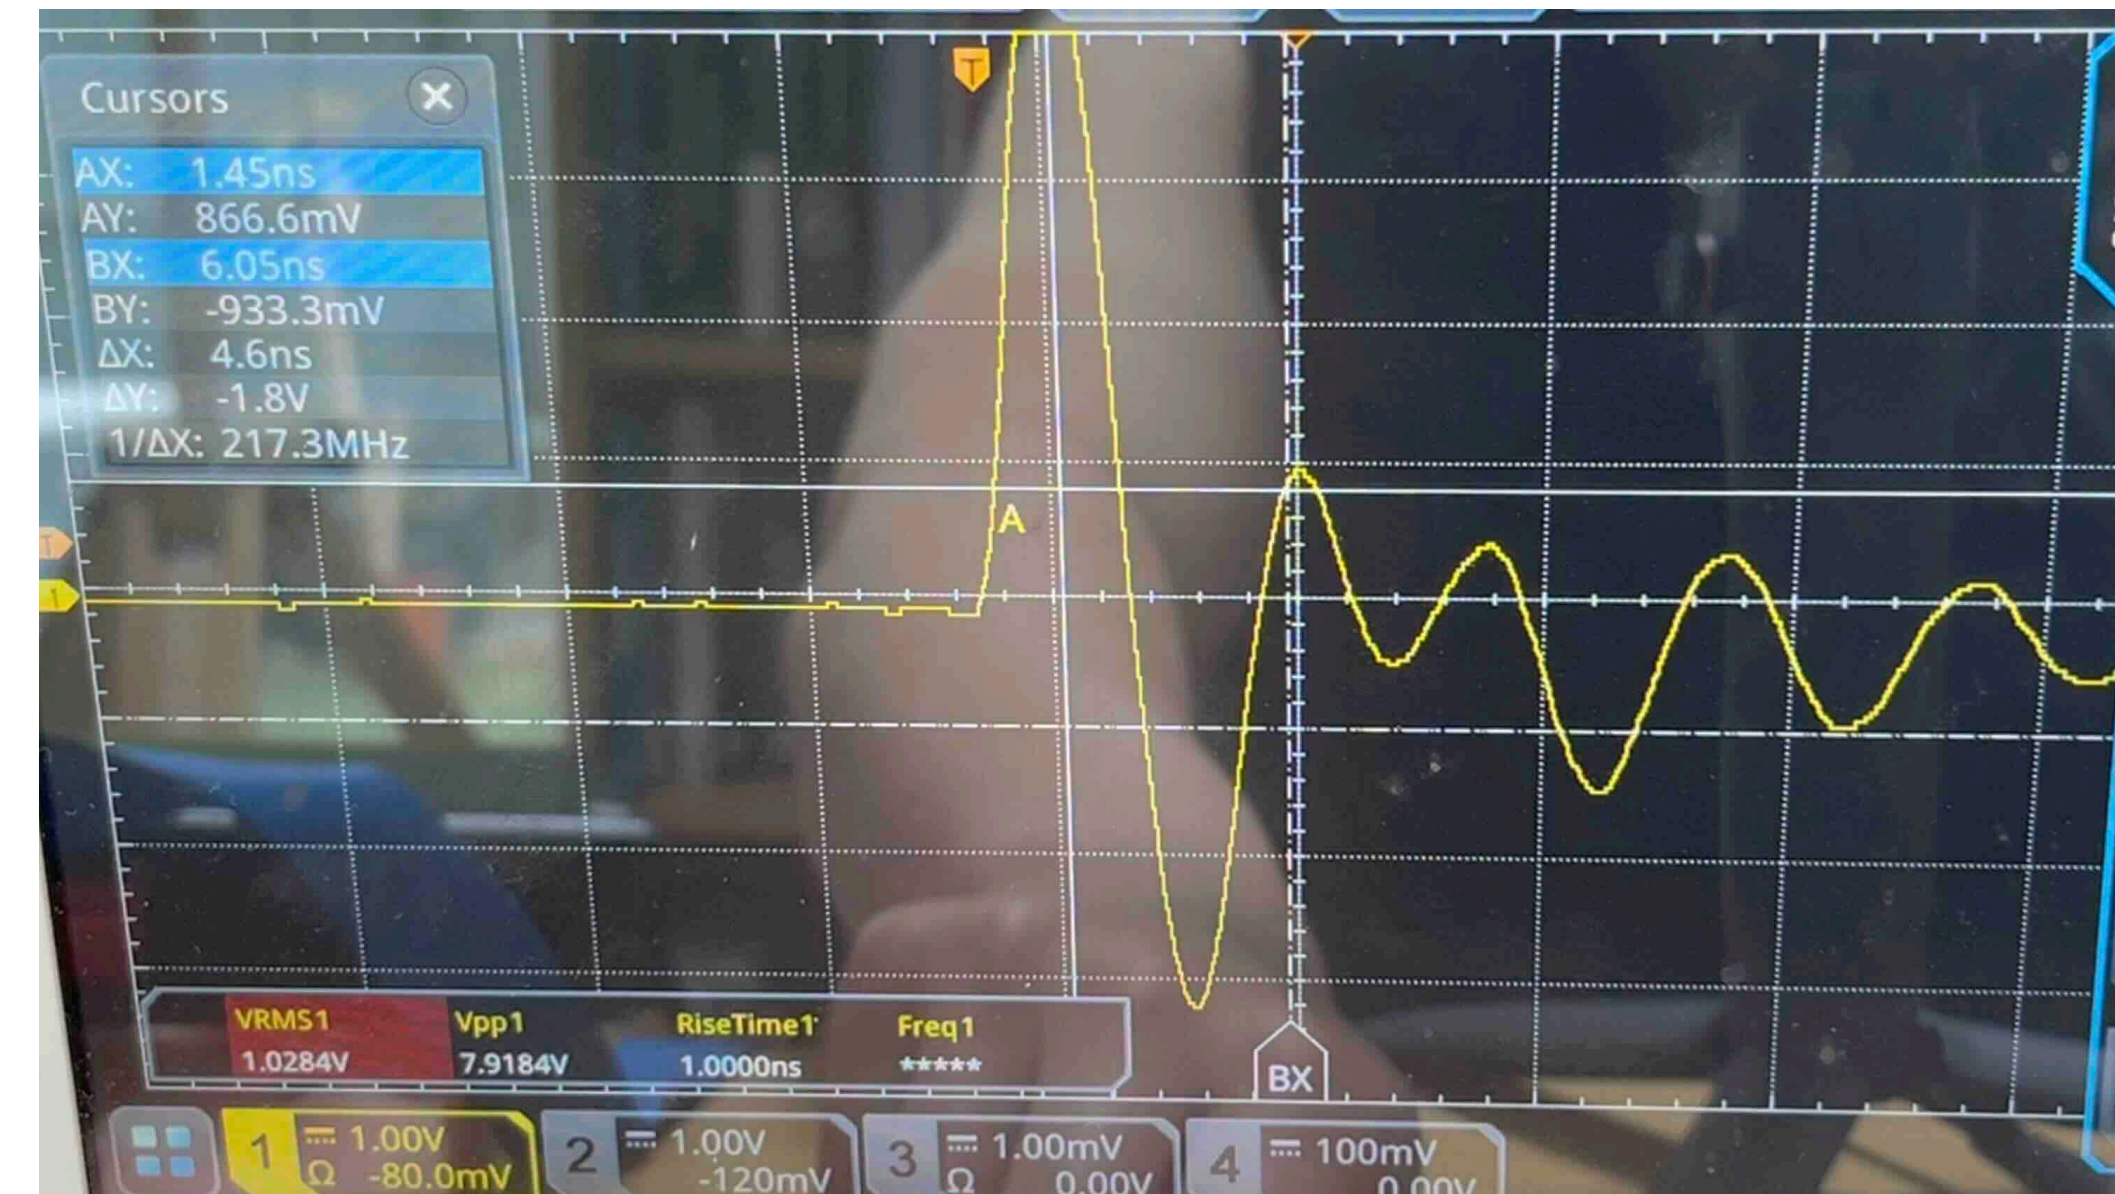 T
Cursors
AX: 1.45ns
AY: 866.6mV
BX: 6.05ns
BY: -933.3mV
ΔX: 4.6ns
ΔY: -1.8V
1/ΔX: 217.3MHz
A
T
1
VRMS1 Vpp1 RiseTime1 Freq1
1.0284V 7.9184V 1.0000ns *****
BX
1 1.00V 2 1.00V 3 1.00mV 4 100mV
Ω -80.0mV -120mV Ω 0.00V 0.00V